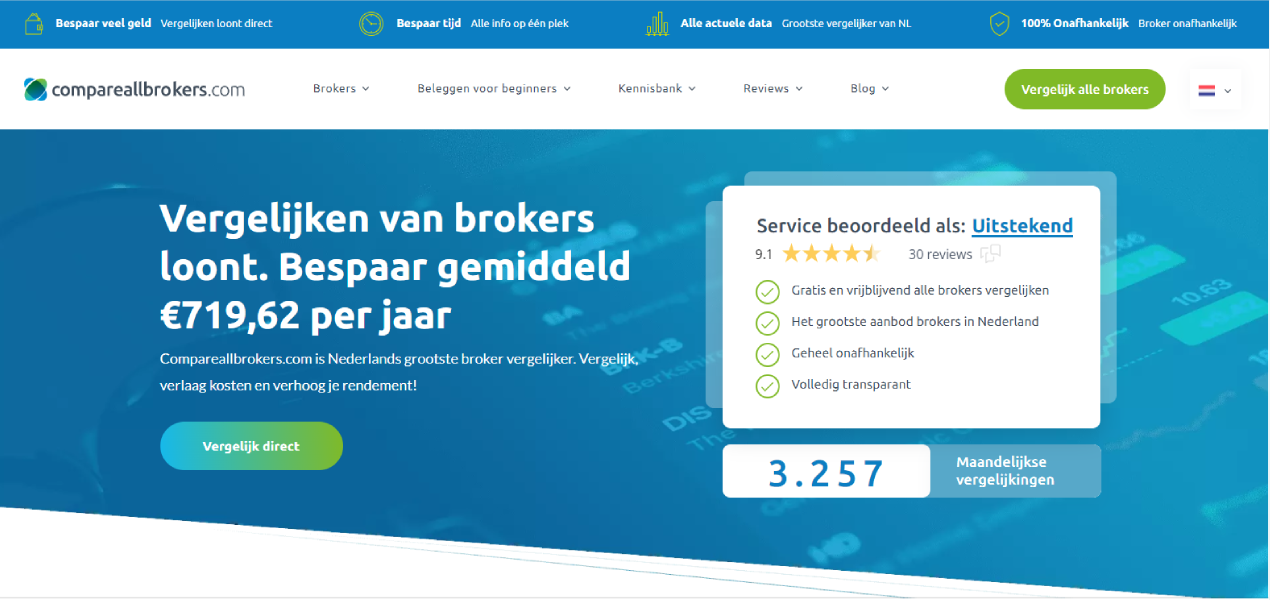 Bespaar veel geld Vergelijken loont direct
Bespaar tijd Alle info op één plek
Alle actuele data Grootste vergelijker van NL
100% Onafhankelijk Broker onafhankelijk
compareallbrokers.com
Brokers
Beleggen voor beginners
Kennisbank
Reviews
Blog
Vergelijk alle brokers
Vergelijken van brokers
loont. Bespaar gemiddeld
€719,62 per jaar
Compareallbrokers.com is Nederlands grootste broker vergelijker. Vergelijk,
verlaag kosten en verhoog je rendement!
Vergelijk direct
Service beoordeeld als: Uitstekend
9.1 30 reviews
Gratis en vrijblijvend alle brokers vergelijken
Het grootste aanbod brokers in Nederland
Geheel onafhankelijk
Volledig transparant
3.257
Maandelijkse
vergelijkingen
BRK-B
DIS
10.63